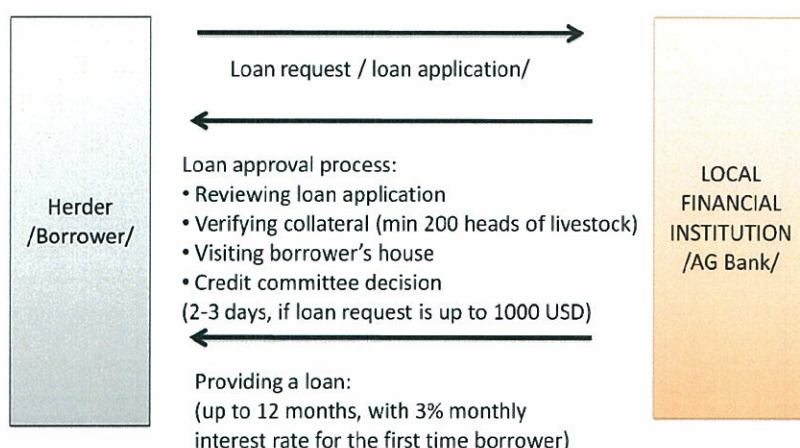 Loan request / loan application/
Herder
/Borrower/
Loan approval process:
• Reviewing loan application
• Verifying collateral (min 200 heads of livestock)
• Visiting borrower's house
• Credit committee decision
(2-3 days, if loan request is up to 1000 USD)
LOCAL
FINANCIAL
INSTITUTION
/AG Bank/
Providing a loan:
(up to 12 months, with 3% monthly
interest rate for the first time borrower)